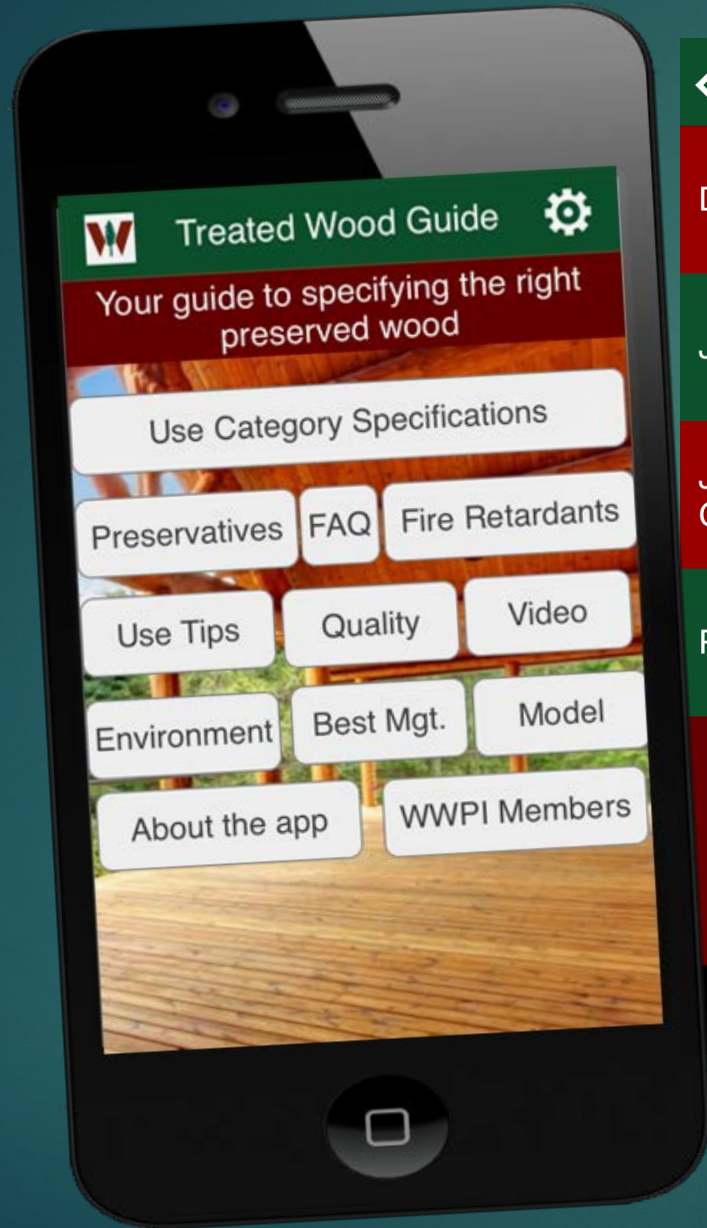 Treated Wood Guide
Your guide to specifying the right
preserved wood
Use Category Specifications
Preservatives FAQ Fire Retardants
Use Tips Quality Video
Environment Best Mgt. Model
About the app WWPI Members